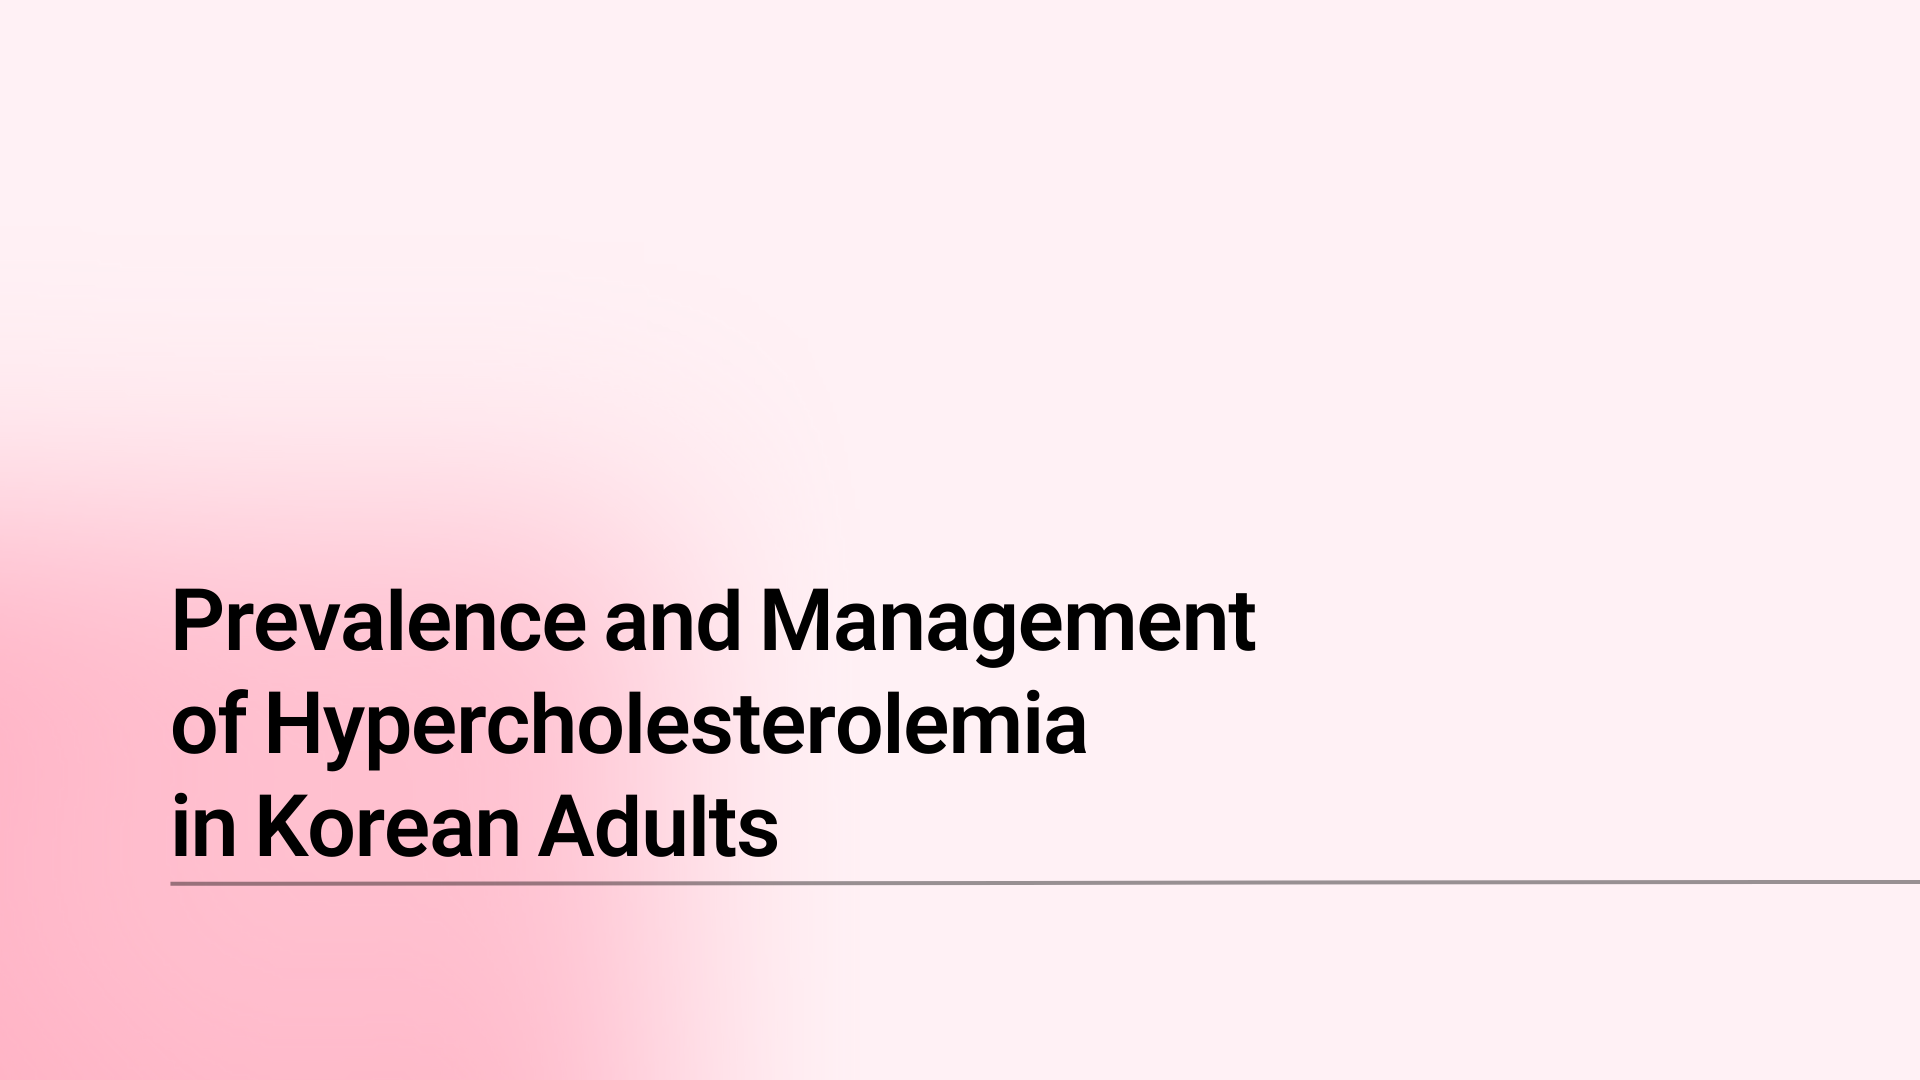 Prevalence and Management
of Hypercholesterolemia
in Korean Adults